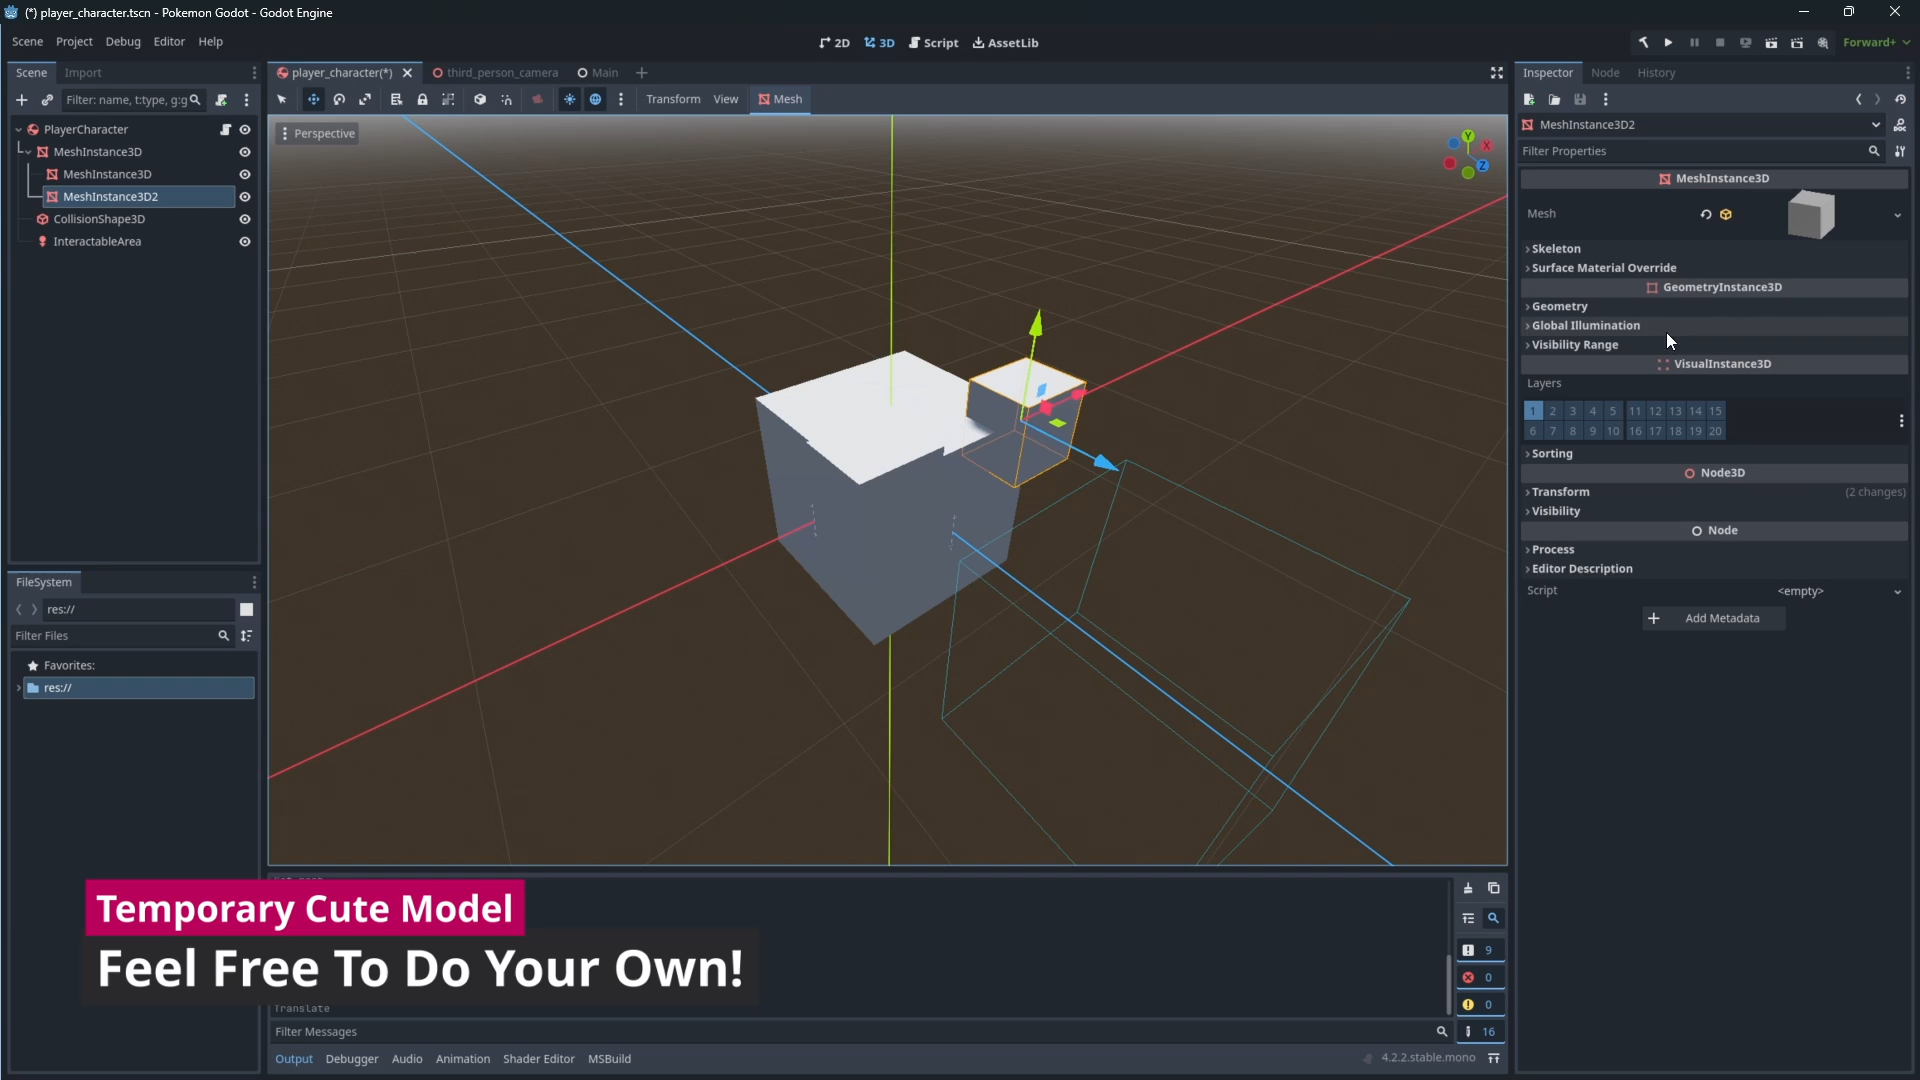 (*) player_character.tscn - Pokemon Godot - Godot Engine
Scene Project Debug Editor Help
2D 3D Script AssetLib
Forward+
Scene Import
Filter: name, t:type, g:g
PlayerCharacter
MeshInstance3D
MeshInstance3D
MeshInstance3D2
CollisionShape3D
InteractableArea
FileSystem
res://
Filter Files
Favorites:
res://
player_character(*) third_person_camera Main
Transform View Mesh
Perspective
Y
X
Z
Temporary Cute Model
Feel Free To Do Your Own!
Translate
Filter Messages
9
0
0
16
Output Debugger Audio Animation Shader Editor MSBuild
4.2.2.stable.mono
Inspector Node History
MeshInstance3D2
Filter Properties
MeshInstance3D
Mesh
Skeleton
Surface Material Override
GeometryInstance3D
Geometry
Global Illumination
Visibility Range
VisualInstance3D
Layers
1 2 3 4 5 11 12 13 14 15
6 7 8 9 10 16 17 18 19 20
Sorting
Node3D
Transform (2 changes)
Visibility
Node
Process
Editor Description
Script <empty>
Add Metadata